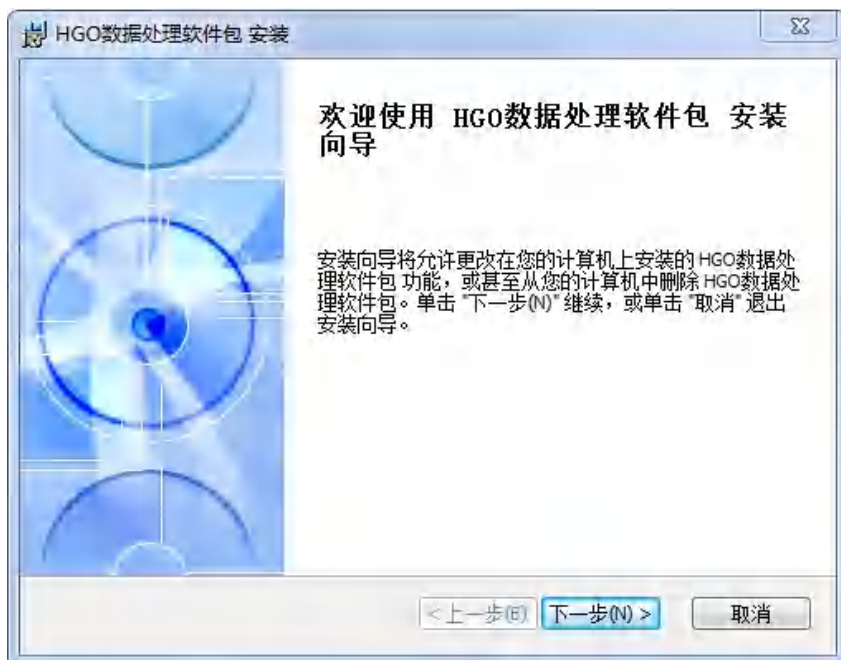 HGO数据处理软件包 安装
欢迎使用 HGO数据处理软件包 安装
向导
安装向导将允许更改在您的计算机上安装的 HGO数据处
理软件包 功能，或甚至从您的计算机中删除 HGO数据处
理软件包。单击 "下一步(N)" 继续，或单击 "取消" 退出
安装向导。
<上一步(B) 下一步(N) > 取消